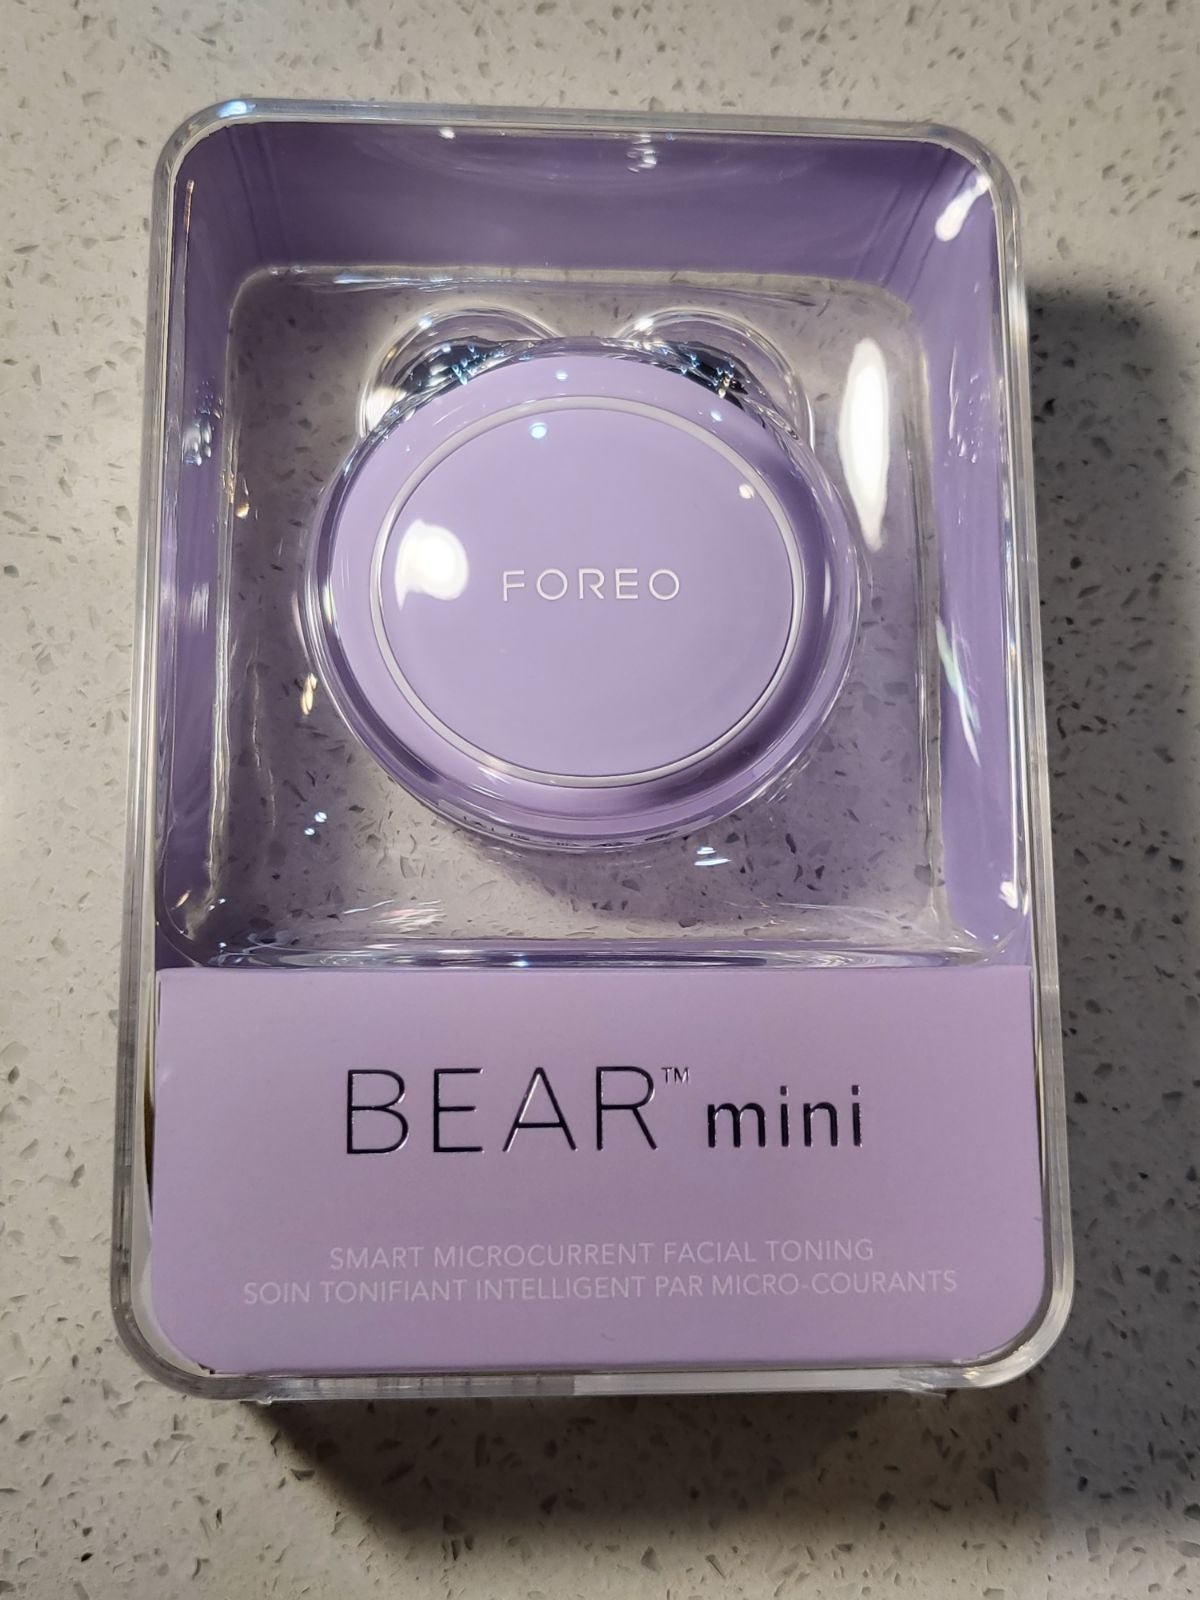 FOREO
BEAR™ mini
SMART MICROCURRENT FACIAL TONING
SOIN TONIFIANT INTELLIGENT PAR MICRO-COURANTS